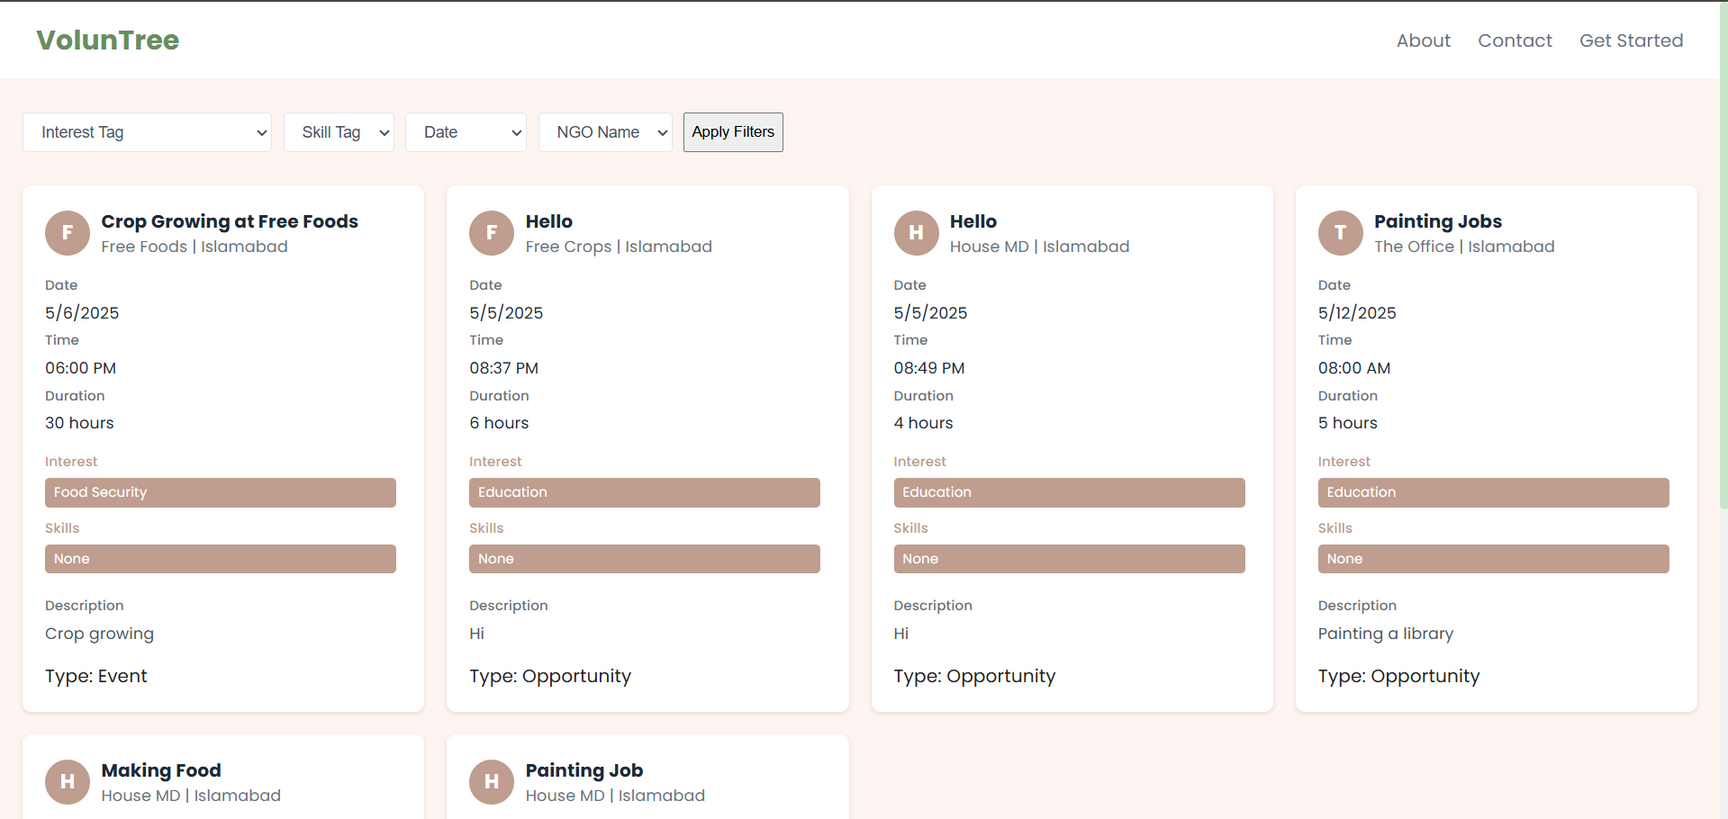 VolunTree
About Contact Get Started
Interest Tag Skill Tag Date NGO Name Apply Filters
F
Crop Growing at Free Foods
Free Foods | Islamabad
Date
5/6/2025
Time
06:00 PM
Duration
30 hours
Interest
Food Security
Skills
None
Description
Crop growing
Type: Event
F
Hello
Free Crops | Islamabad
Date
5/5/2025
Time
08:37 PM
Duration
6 hours
Interest
Education
Skills
None
Description
Hi
Type: Opportunity
H
Hello
House MD | Islamabad
Date
5/5/2025
Time
08:49 PM
Duration
4 hours
Interest
Education
Skills
None
Description
Hi
Type: Opportunity
T
Painting Jobs
The Office | Islamabad
Date
5/12/2025
Time
08:00 AM
Duration
5 hours
Interest
Education
Skills
None
Description
Painting a library
Type: Opportunity
H
Making Food
House MD | Islamabad
H
Painting Job
House MD | Islamabad